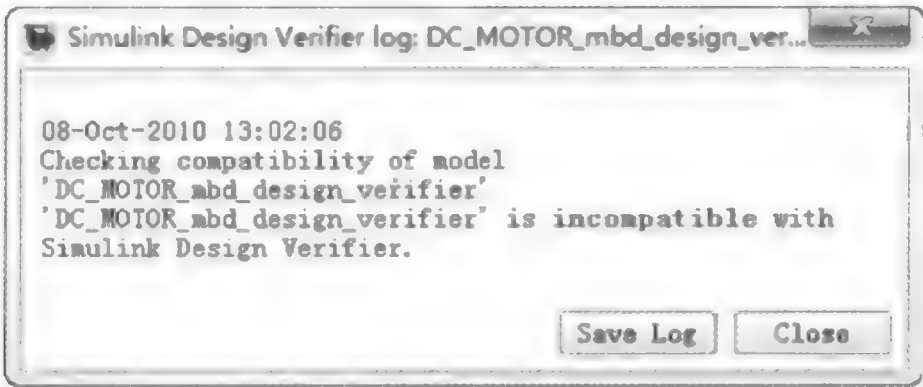 Simulink Design Verifier log: DC_MOTOR_mbd_design_ver...
08-Oct-2010 13:02:06
Checking compatibility of model
'DC_MOTOR_mbd_design_verifier'
'DC_MOTOR_mbd_design_verifier' is incompatible with
Simulink Design Verifier.
Save Log
Close